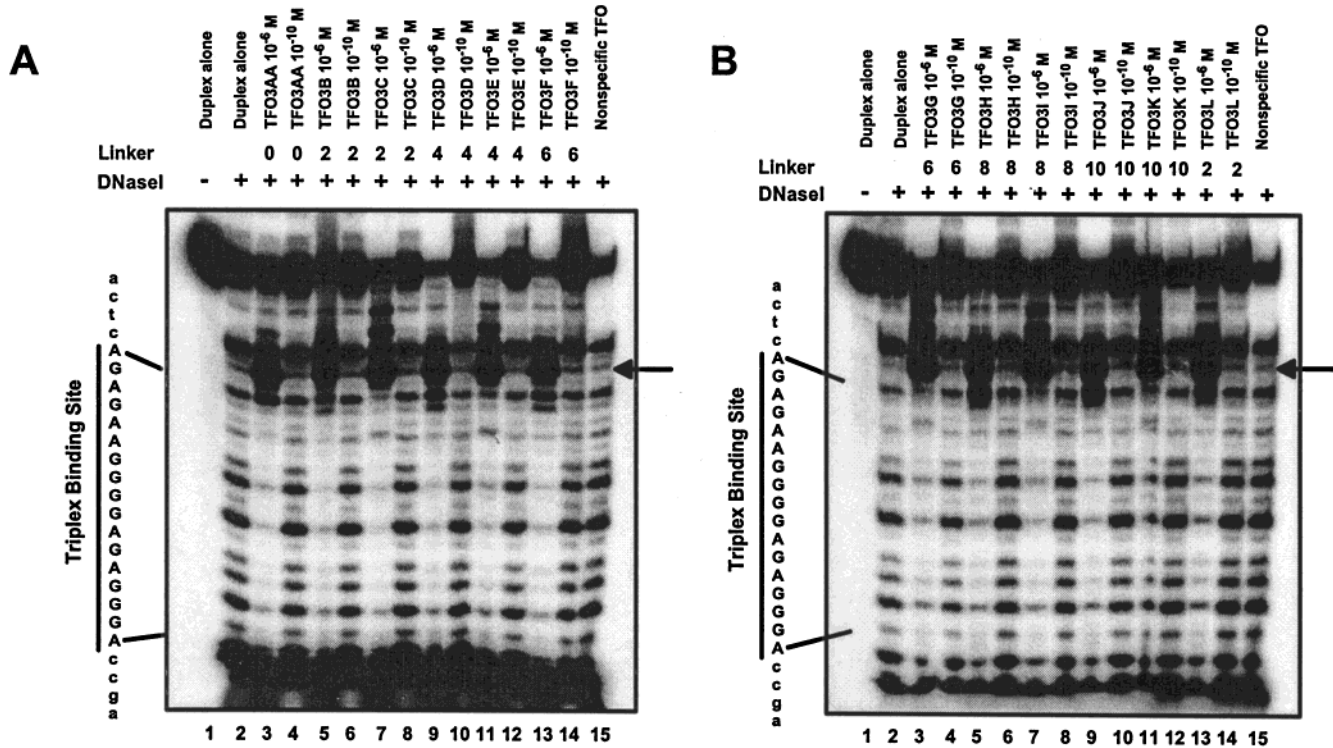 A
Duplex alone
Duplex alone
TFO3AA 10-6 M
TFO3AA 10-10 M
TFO3B 10-6 M
TFO3B 10-10 M
TFO3C 10-6 M
TFO3C 10-10 M
TFO3D 10-6 M
TFO3D 10-10 M
TFO3E 10-6 M
TFO3E 10-10 M
TFO3F 10-6 M
TFO3F 10-10 M
Nonspecific TFO
Linker 0 0 2 2 2 2 4 4 4 4 6 6
DNaseI - + + + + + + + + + + + + + +
Triplex Binding Site
a
c
t
c
A
G
A
G
A
A
G
G
G
G
A
G
A
G
G
G
A
c
c
g
a
1 2 3 4 5 6 7 8 9 10 11 12 13 14 15
B
Duplex alone
Duplex alone
TFO3G 10-6 M
TFO3G 10-10 M
TFO3H 10-6 M
TFO3H 10-10 M
TFO3I 10-6 M
TFO3I 10-10 M
TFO3J 10-6 M
TFO3J 10-10 M
TFO3K 10-6 M
TFO3K 10-10 M
TFO3L 10-6 M
TFO3L 10-10 M
Nonspecific TFO
Linker 6 6 8 8 8 8 10 10 10 10 2 2
DNaseI - + + + + + + + + + + + + + +
Triplex Binding Site
a
c
t
c
A
G
A
G
A
A
G
G
G
G
A
G
A
G
G
G
A
c
c
g
a
1 2 3 4 5 6 7 8 9 10 11 12 13 14 15